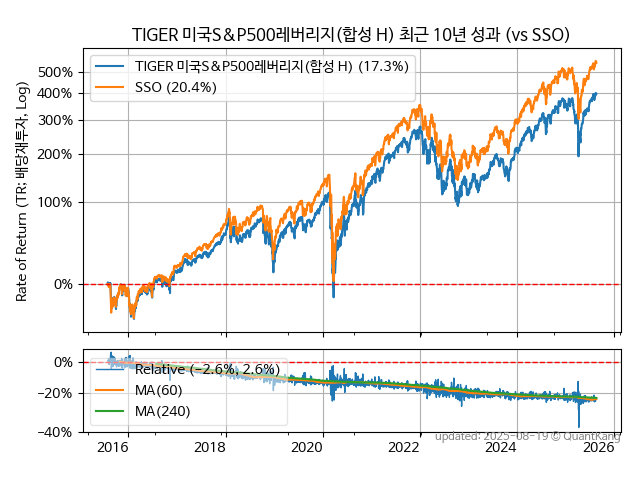 TIGER 미국S&P500레버리지(합성 H) 최근 10년 성과 (vs SSO)
Rate of Return (TR: 배당재투자, Log)
500%
400%
300%
200%
100%
0%
TIGER 미국S&P500레버리지(합성 H) (17.3%)
SSO (20.4%)
0%
−20%
−40%
Relative (−2.6%, 2.6%)
MA(60)
MA(240)
2016 2018 2020 2022 2024 2026
updated: 2025-08-19 © QuantKang